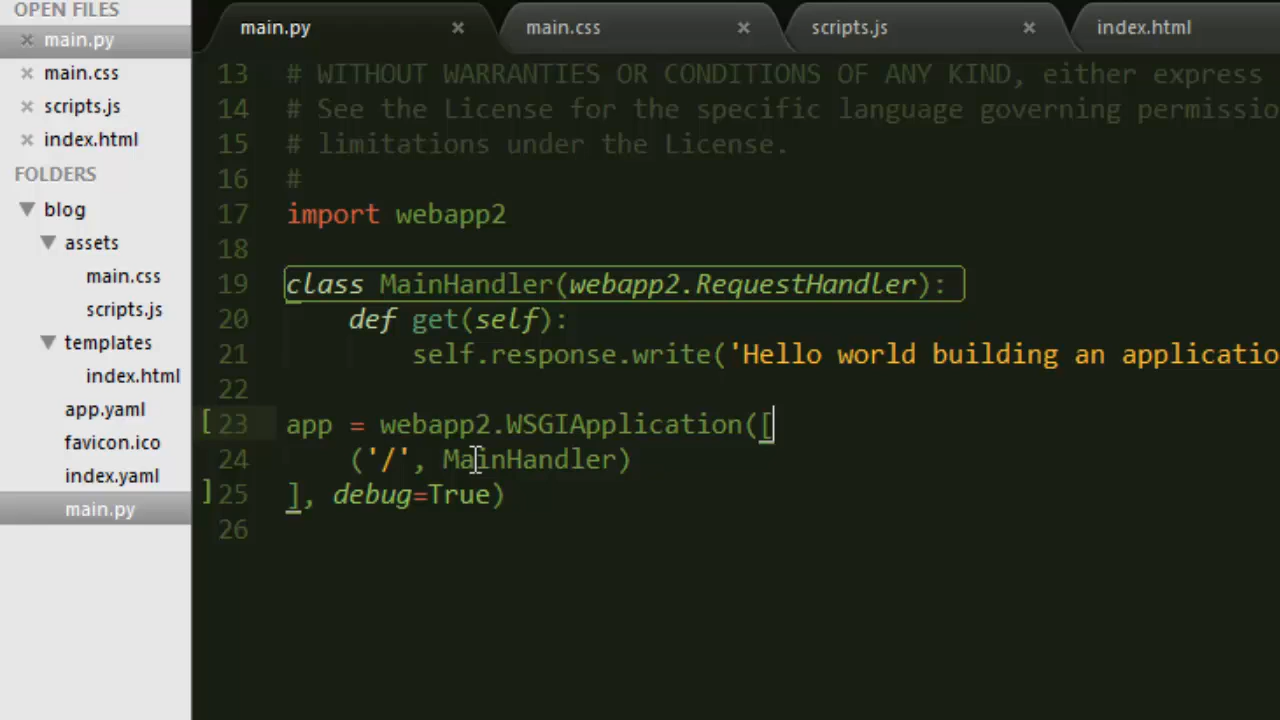 OPEN FILES
main.py
main.css
scripts.js
index.html
FOLDERS
blog
assets
main.css
scripts.js
templates
index.html
app.yaml
favicon.ico
index.yaml
main.py
main.py × main.css × scripts.js × index.html
13 # WITHOUT WARRANTIES OR CONDITIONS OF ANY KIND, either express
14 # See the License for the specific language governing permissio
15 # limitations under the License.
16 #
17 import webapp2
18
19 class MainHandler(webapp2.RequestHandler):
20 def get(self):
21 self.response.write('Hello world building an applicatio
22
23 app = webapp2.WSGIApplication([
24 ('/', MainHandler)
25 ], debug=True)
26